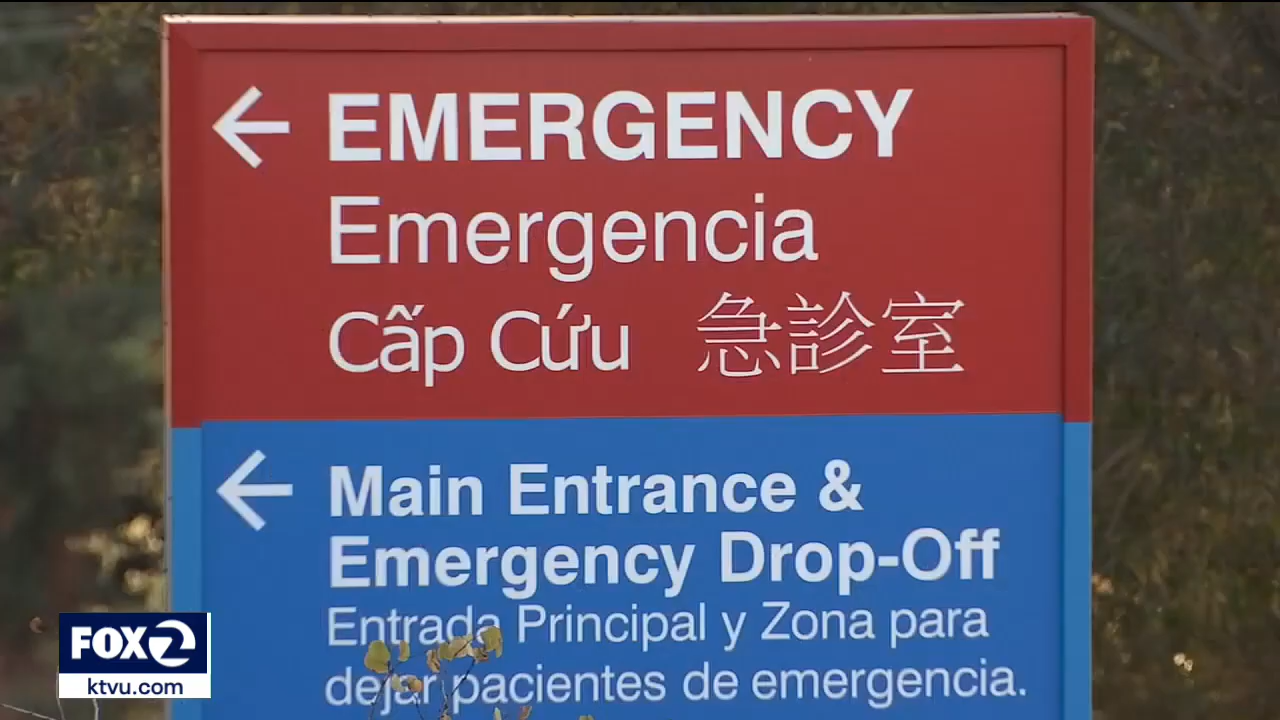 EMERGENCY
Emergencia
Cấp Cứu 急診室
Main Entrance &
Emergency Drop-Off
Entrada Principal y Zona para
dejar pacientes de emergencia.
FOX 2
ktvu.com